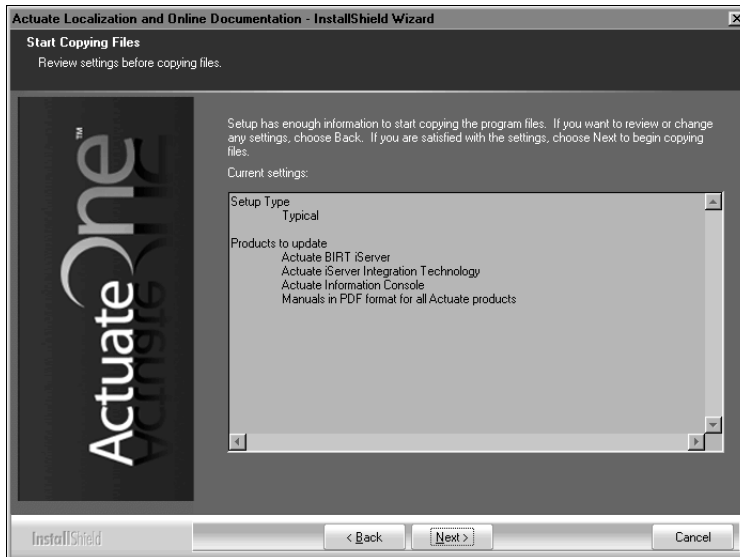 Actuate Localization and Online Documentation - InstallShield Wizard
Start Copying Files
Review settings before copying files.
Setup has enough information to start copying the program files. If you want to review or change
any settings, choose Back. If you are satisfied with the settings, choose Next to begin copying
files.
Current settings:
Setup Type
Typical
Products to update
Actuate BIRT iServer
Actuate iServer Integration Technology
Actuate Information Console
Manuals in PDF format for all Actuate products
ActuateOne™
InstallShield
< Back
Next >
Cancel